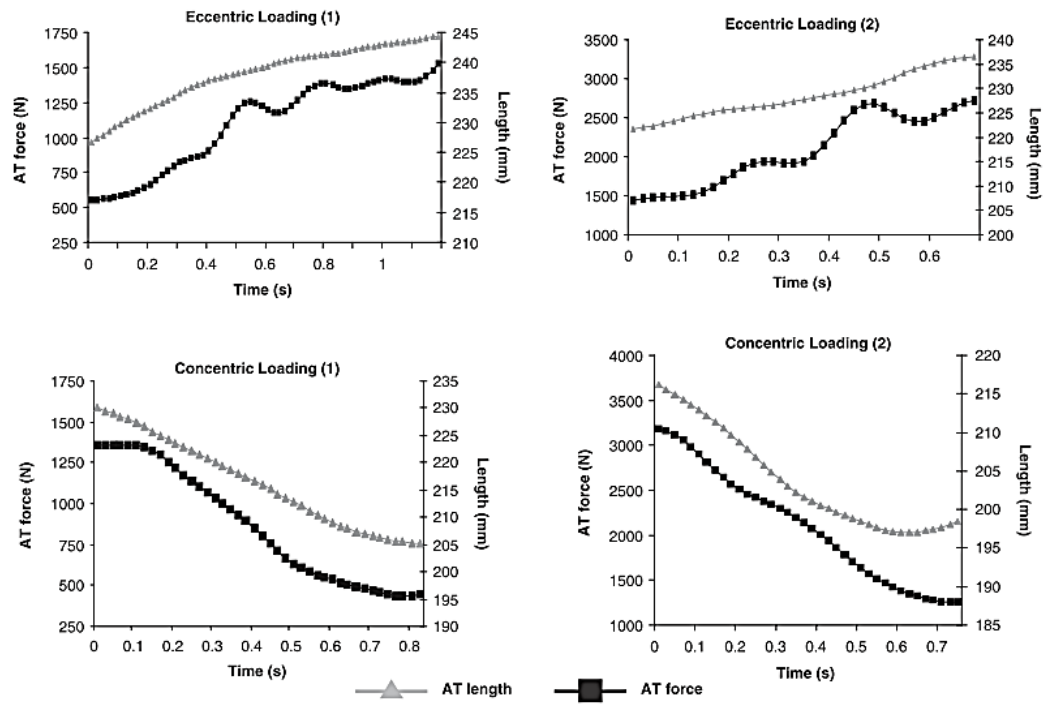 Eccentric Loading (1)
1750
1500
1250
1000
750
500
250
AT force (N)
245
240
235
230
225
220
215
210
Length (mm)
0 0.2 0.4 0.6 0.8 1
Time (s)
Eccentric Loading (2)
3500
3000
2500
2000
1500
1000
AT force (N)
240
235
230
225
220
215
210
205
200
Length (mm)
0 0.1 0.2 0.3 0.4 0.5 0.6
Time (s)
Concentric Loading (1)
1750
1500
1250
1000
750
500
250
AT force (N)
235
230
225
220
215
210
205
200
195
190
Length (mm)
0 0.1 0.2 0.3 0.4 0.5 0.6 0.7 0.8
Time (s)
Concentric Loading (2)
4000
3500
3000
2500
2000
1500
1000
AT force (N)
220
215
210
205
200
195
190
185
Length (mm)
0 0.1 0.2 0.3 0.4 0.5 0.6 0.7
Time (s)
AT length
AT force